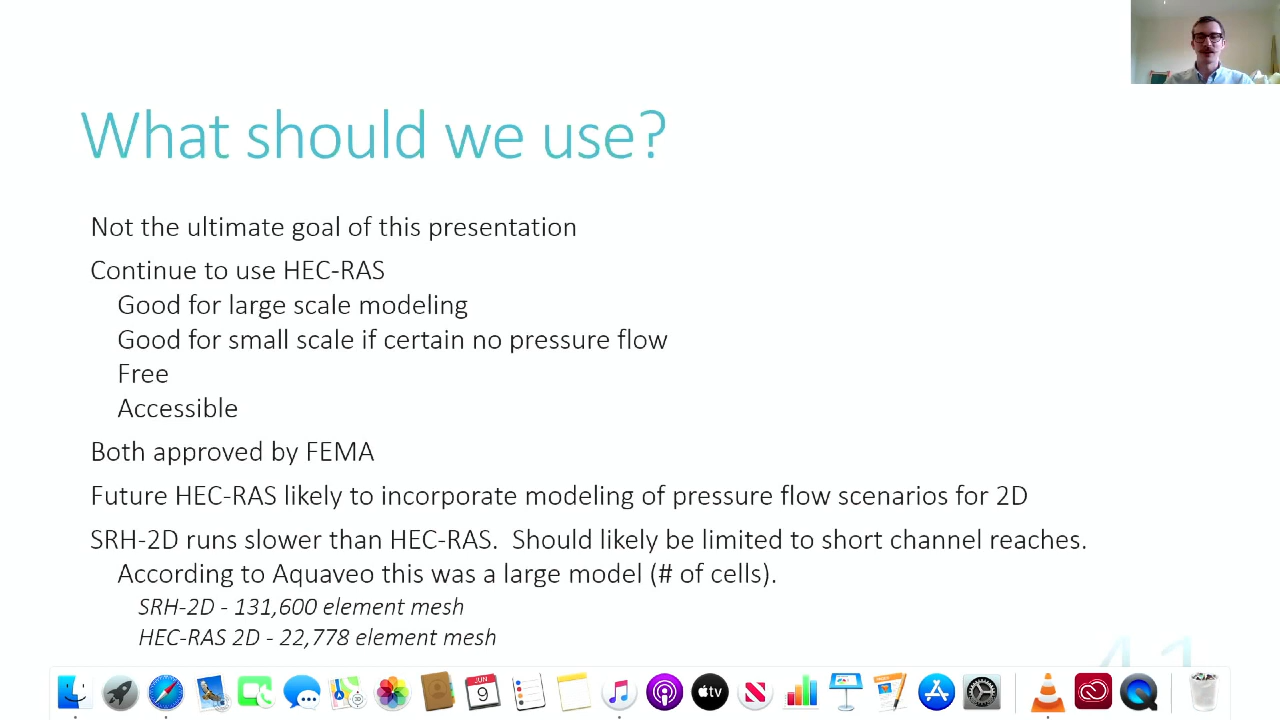 What should we use?
Not the ultimate goal of this presentation
Continue to use HEC-RAS
Good for large scale modeling
Good for small scale if certain no pressure flow
Free
Accessible
Both approved by FEMA
Future HEC-RAS likely to incorporate modeling of pressure flow scenarios for 2D
SRH-2D runs slower than HEC-RAS.  Should likely be limited to short channel reaches.
According to Aquaveo this was a large model (# of cells).
SRH-2D - 131,600 element mesh
HEC-RAS 2D - 22,778 element mesh
41
JUN
9
tv